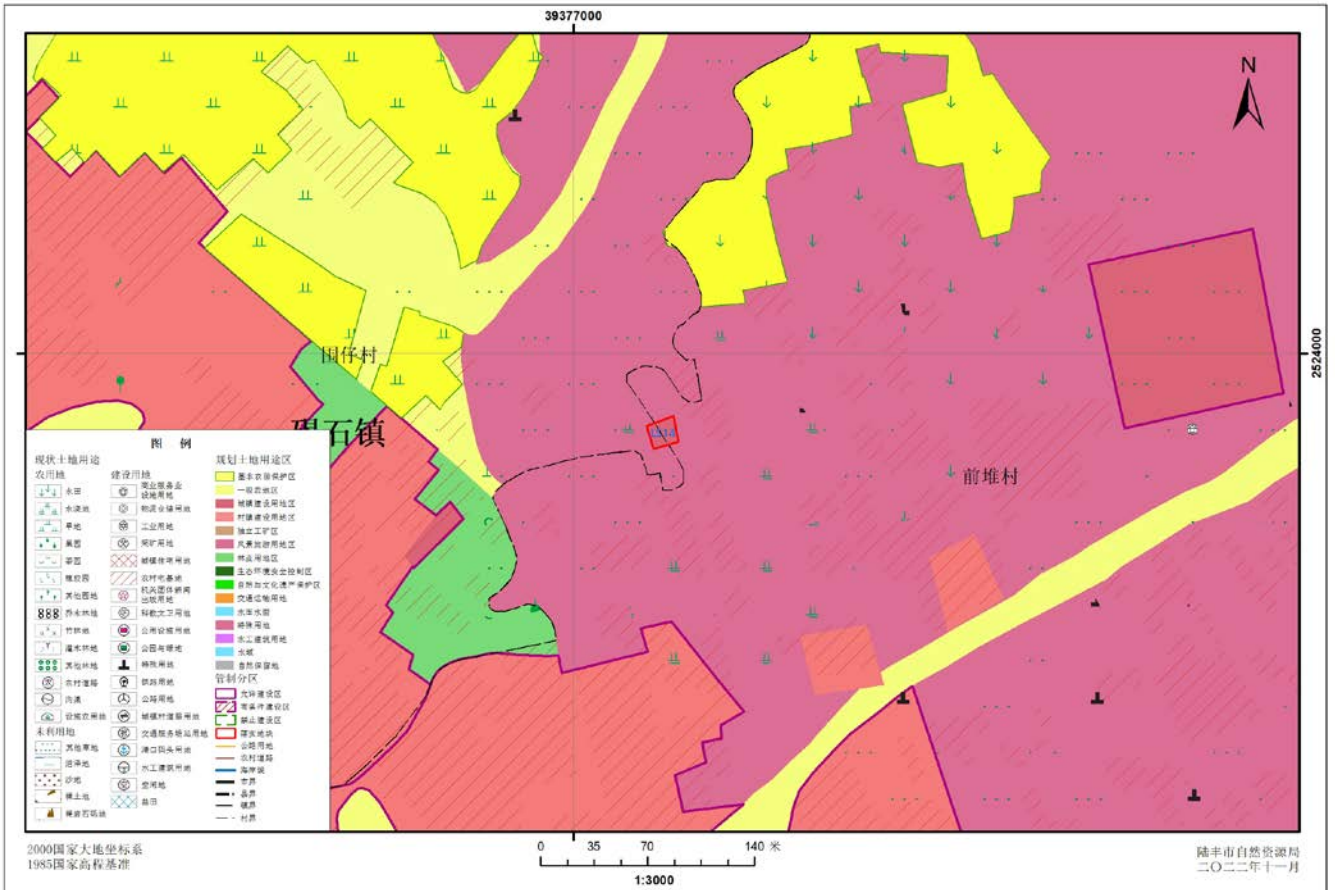 39377000
N
2524000
围仔村
碣石镇
前堆村
图 例
现状土地用途
农用地
水田
水浇地
旱地
果园
茶园
橡胶园
其他园地
乔木林地
竹林地
灌木林地
其他林地
农村道路
沟渠
设施农用地
未利用地
其他草地
沼泽地
沙地
裸土地
裸岩石砾地
建设用地
商业服务业
设施用地
物流仓储用地
工业用地
采矿用地
城镇住宅用地
农村宅基地
机关团体新闻
出版用地
科教文卫用地
公用设施用地
公园与绿地
特殊用地
铁路用地
公路用地
城镇村道路用地
交通服务场站用地
港口码头用地
水工建筑用地
空闲地
盐田
规划土地用途区
基本农田保护区
一般农地区
城镇建设用地区
村镇建设用地区
独立工矿区
风景旅游用地区
林业用地区
生态环境安全控制区
自然与文化遗产保护区
交通运输用地
水库水面
特殊用地
水工建筑用地
水域
自然保留地
管制分区
允许建设区
有条件建设区
禁止建设区
落实地块
公路用地
农村道路
海岸线
市界
县界
镇界
村界
2000国家大地坐标系
1985国家高程基准
0 35 70 140 米
1:3000
陆丰市自然资源局
二〇二二年十一月